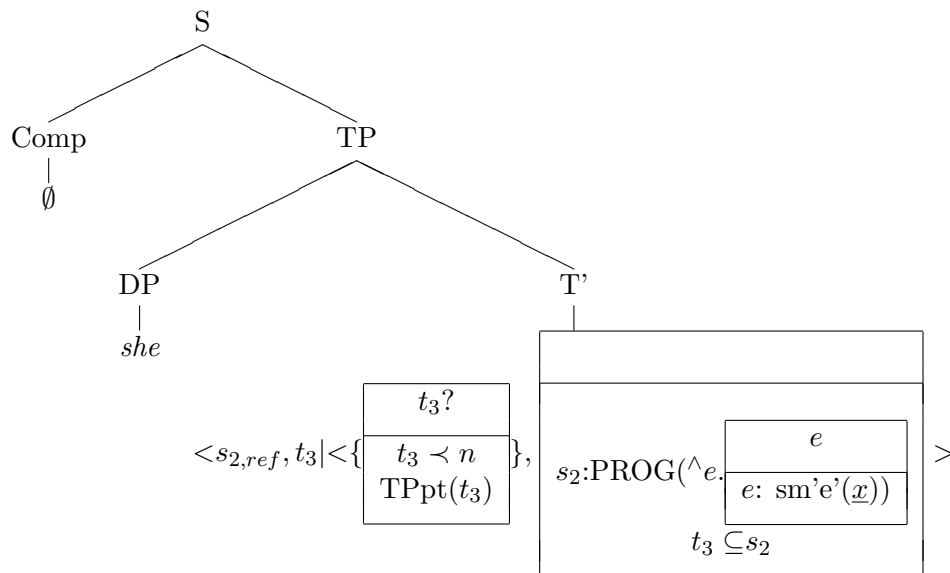 S
Comp TP
∅
DP T’
she
t₃?
e
<s₂,ref, t₃|<{ t₃ ≺ n }, s₂:PROG(^e. >
TPpt(t₃) e: sm’e’(x))
t₃ ⊆s₂